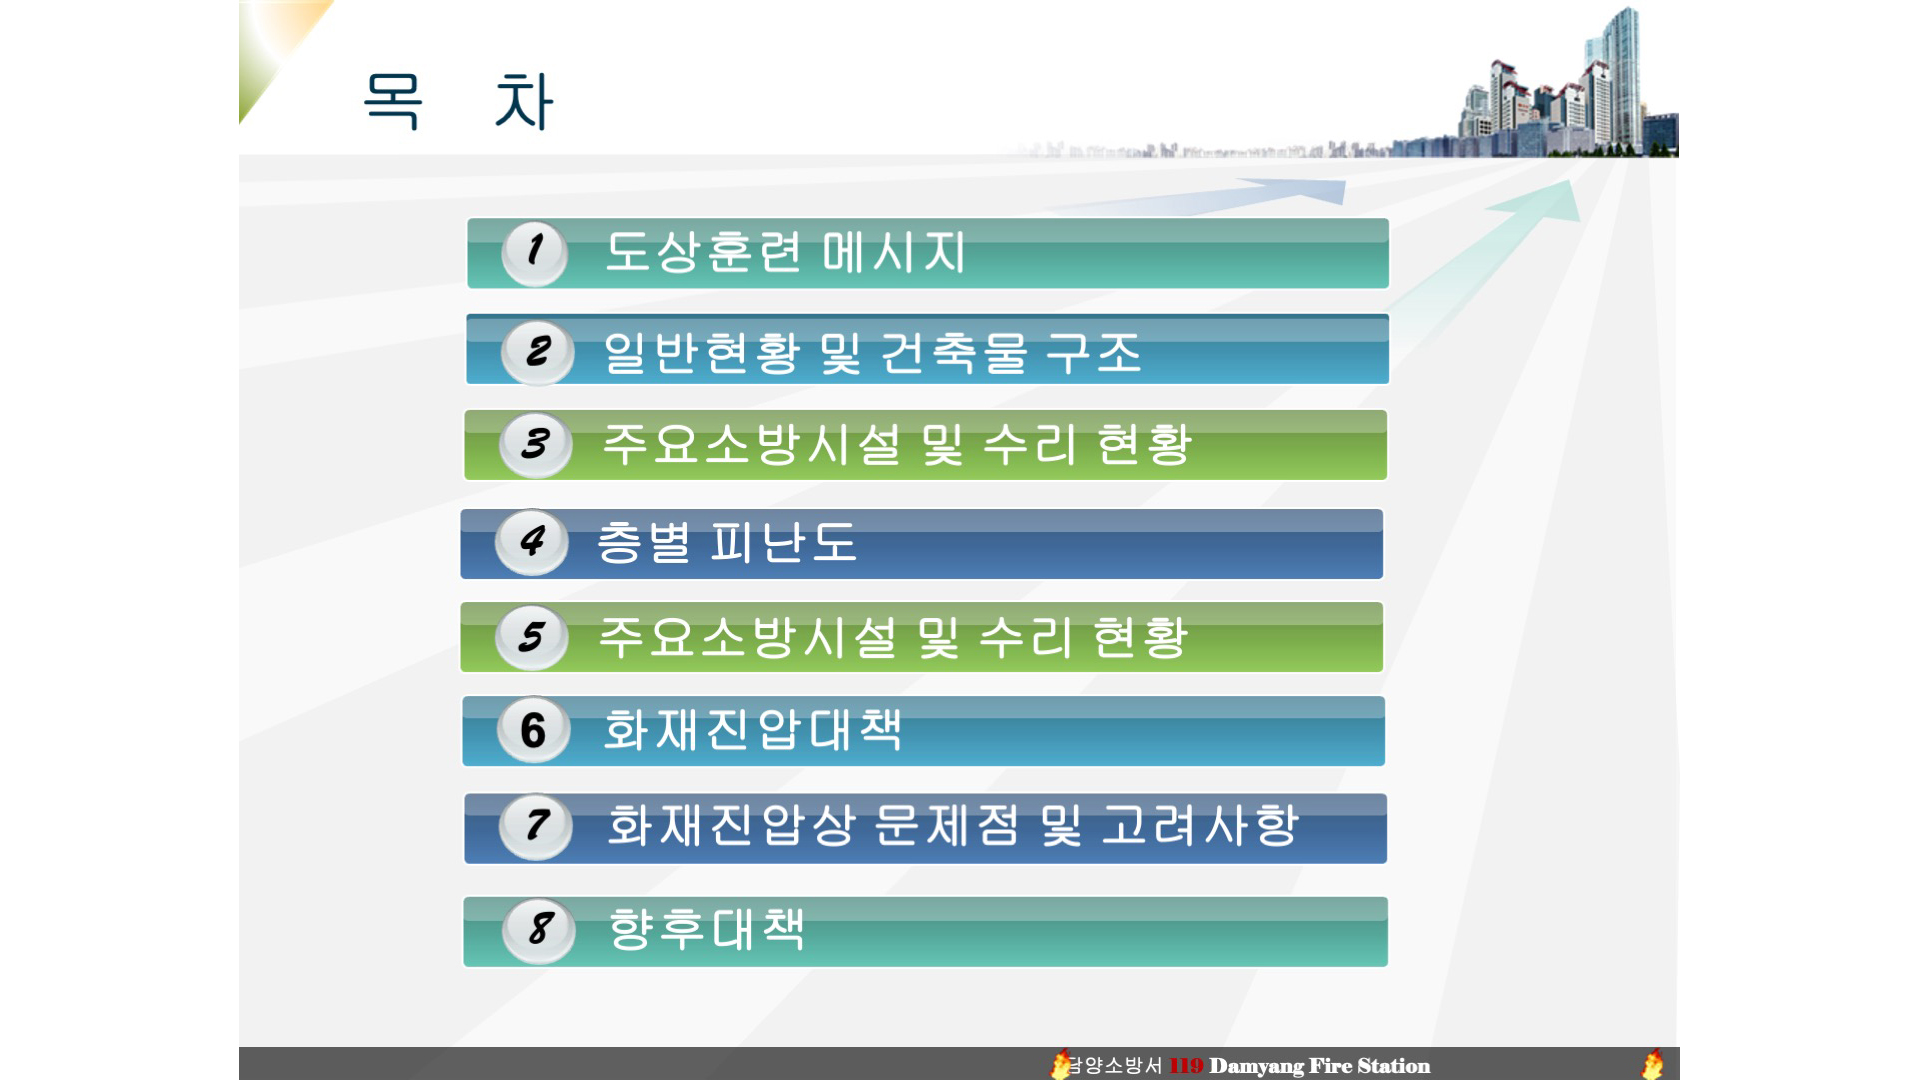 목 차
1 도상훈련 메시지
2 일반현황 및 건축물 구조
3 주요소방시설 및 수리 현황
4 층별 피난도
5 주요소방시설 및 수리 현황
6 화재진압대책
7 화재진압상 문제점 및 고려사항
8 향후대책
담양소방서 119 Damyang Fire Station